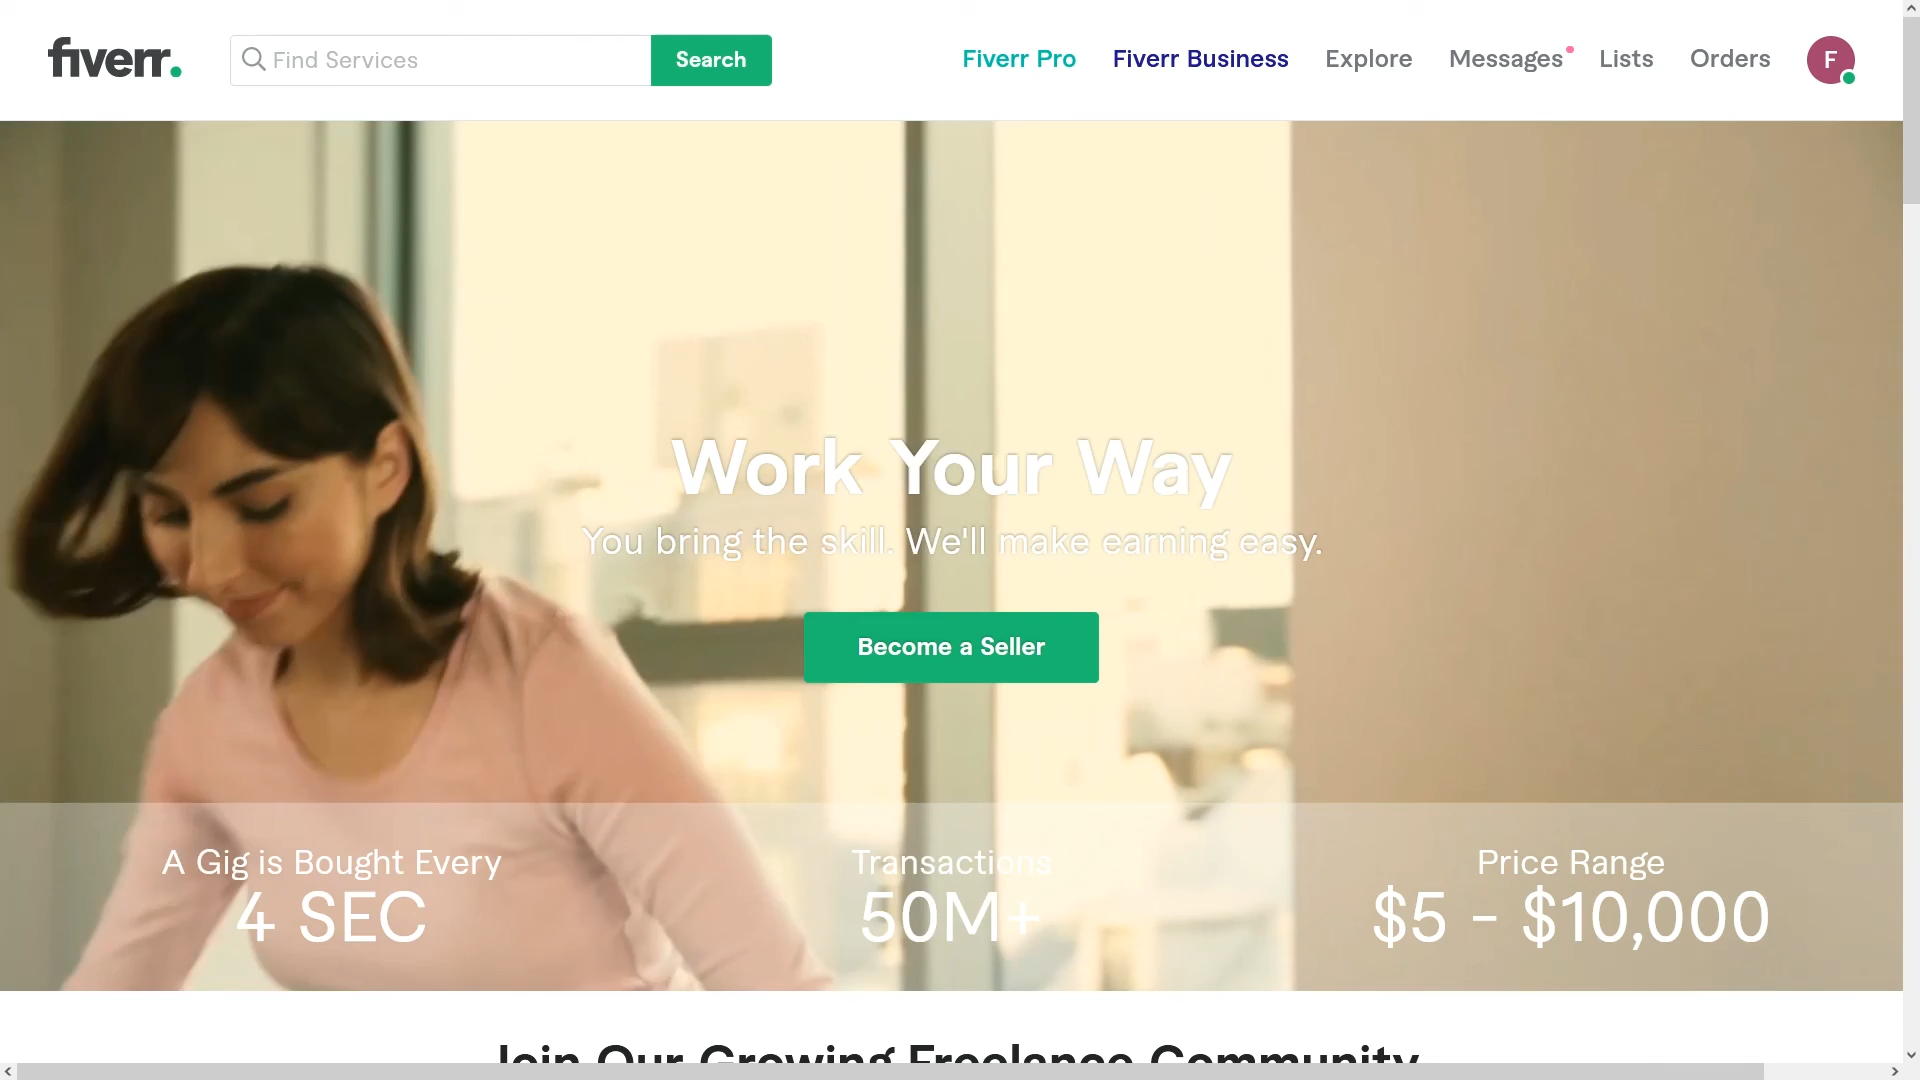 fiverr.
Find Services
Search
Fiverr Pro
Fiverr Business
Explore
Messages
Lists
Orders
F
Work Your Way
You bring the skill. We'll make earning easy.
Become a Seller
A Gig is Bought Every
4 SEC
Transactions
50M+
Price Range
$5 - $10,000
Join Our Growing Freelance Community